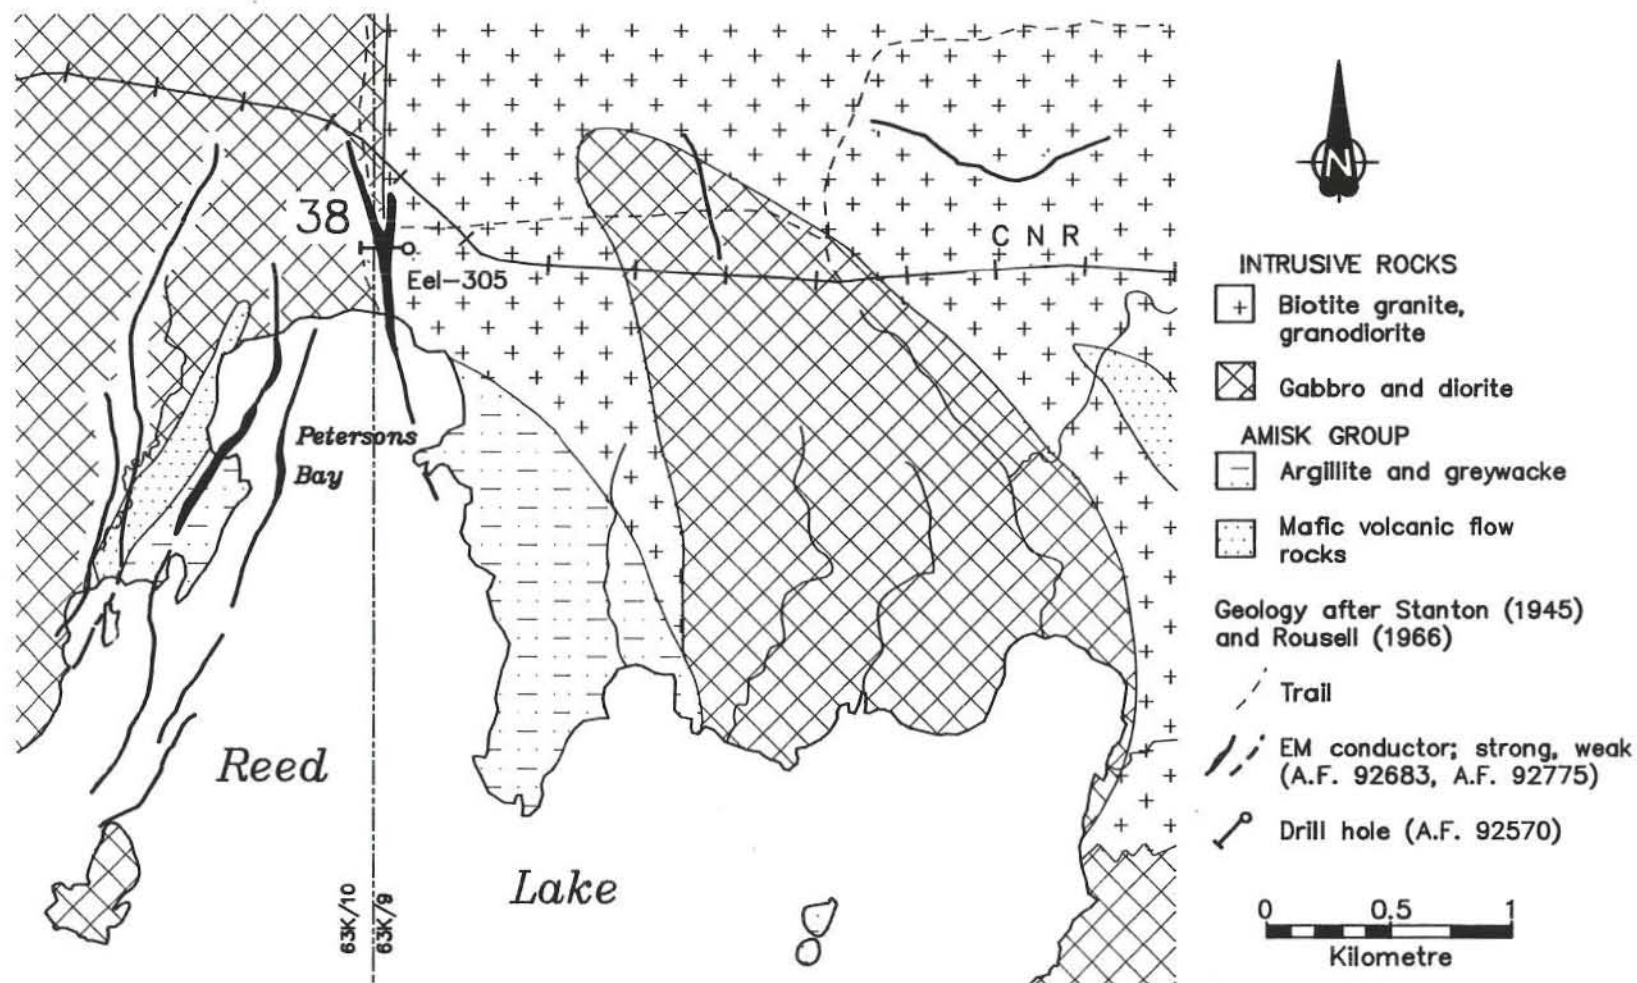 38
Eel-305
C N R
Petersons
Bay
Reed
Lake
63K/10
63K/9
N
INTRUSIVE ROCKS
Biotite granite,
granodiorite
Gabbro and diorite
AMISK GROUP
Argillite and greywacke
Mafic volcanic flow
rocks
Geology after Stanton (1945)
and Rousell (1966)
Trail
EM conductor; strong, weak
(A.F. 92683, A.F. 92775)
Drill hole (A.F. 92570)
0 0.5 1
Kilometre